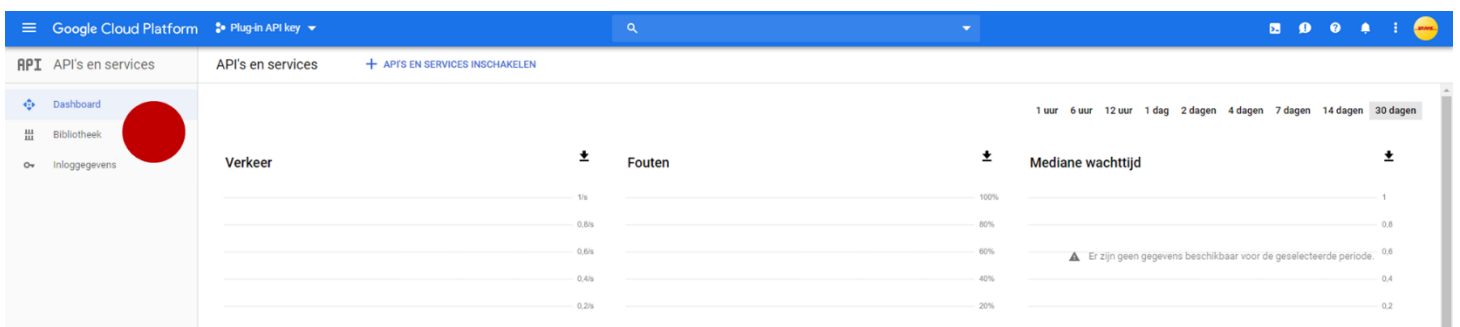 Google Cloud Platform Plug-in API key
API API's en services
API's en services + API'S EN SERVICES INSCHAKELEN
Dashboard
Bibliotheek
Inloggegevens
1 uur 6 uur 12 uur 1 dag 2 dagen 4 dagen 7 dagen 14 dagen 30 dagen
Verkeer
1/s
0,8/s
0,6/s
0,4/s
0,2/s
Fouten
100%
80%
60%
40%
20%
Mediane wachttijd
1
0,8
Er zijn geen gegevens beschikbaar voor de geselecteerde periode. 0,6
0,4
0,2